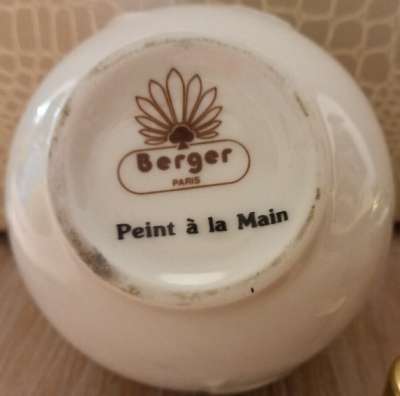 Berger
PARIS
Peint à la Main